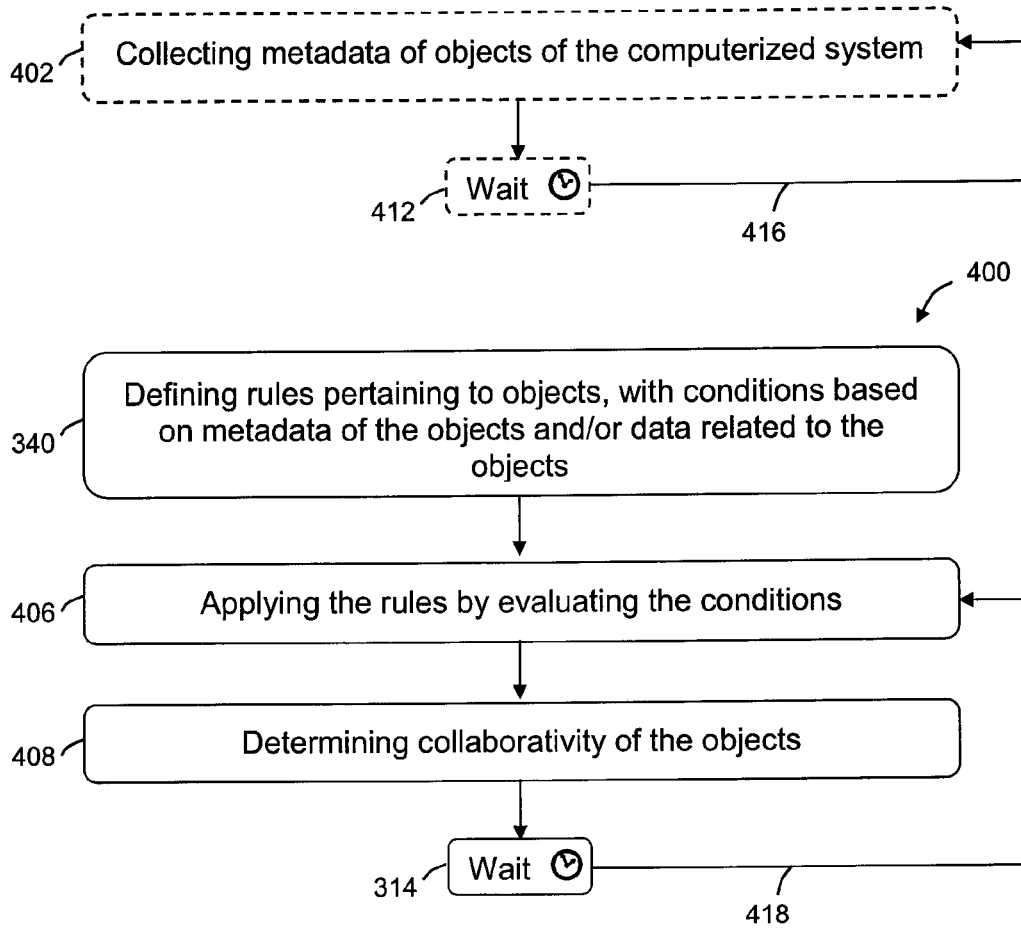 Collecting metadata of objects of the computerized system
402
Wait
412
416
400
Defining rules pertaining to objects, with conditions based
on metadata of the objects and/or data related to the
objects
340
Applying the rules by evaluating the conditions
406
Determining collaborativity of the objects
408
Wait
314
418